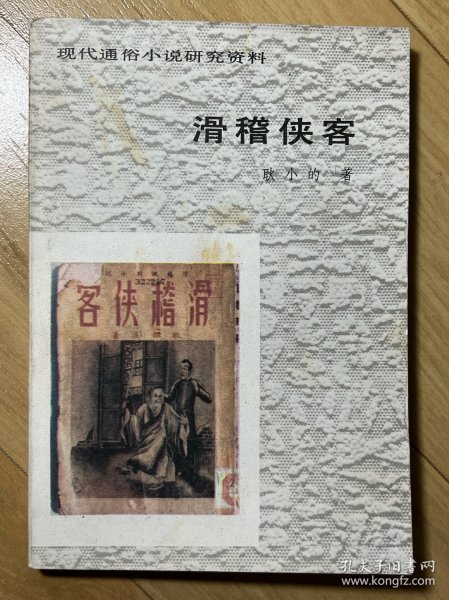 现代通俗小说研究资料
滑稽侠客
耿小的 著
客侠稽滑
孔夫子旧书网
www.kongfz.com